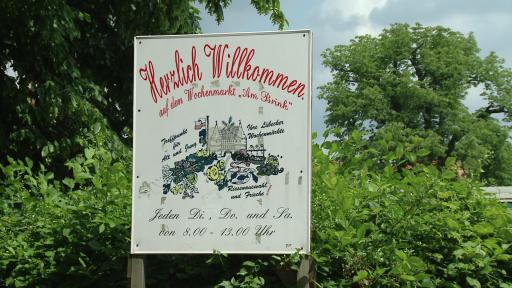 Herzlich Willkommen
auf dem Wochenmarkt „Am Brink"
Treffpunkt
für
Alt und Jung
Ihre Lübecker
Wochenmärkte
Riesenauswahl
und Frische
Jeden Di., Do. und Sa.
von 8.00 - 13.00 Uhr